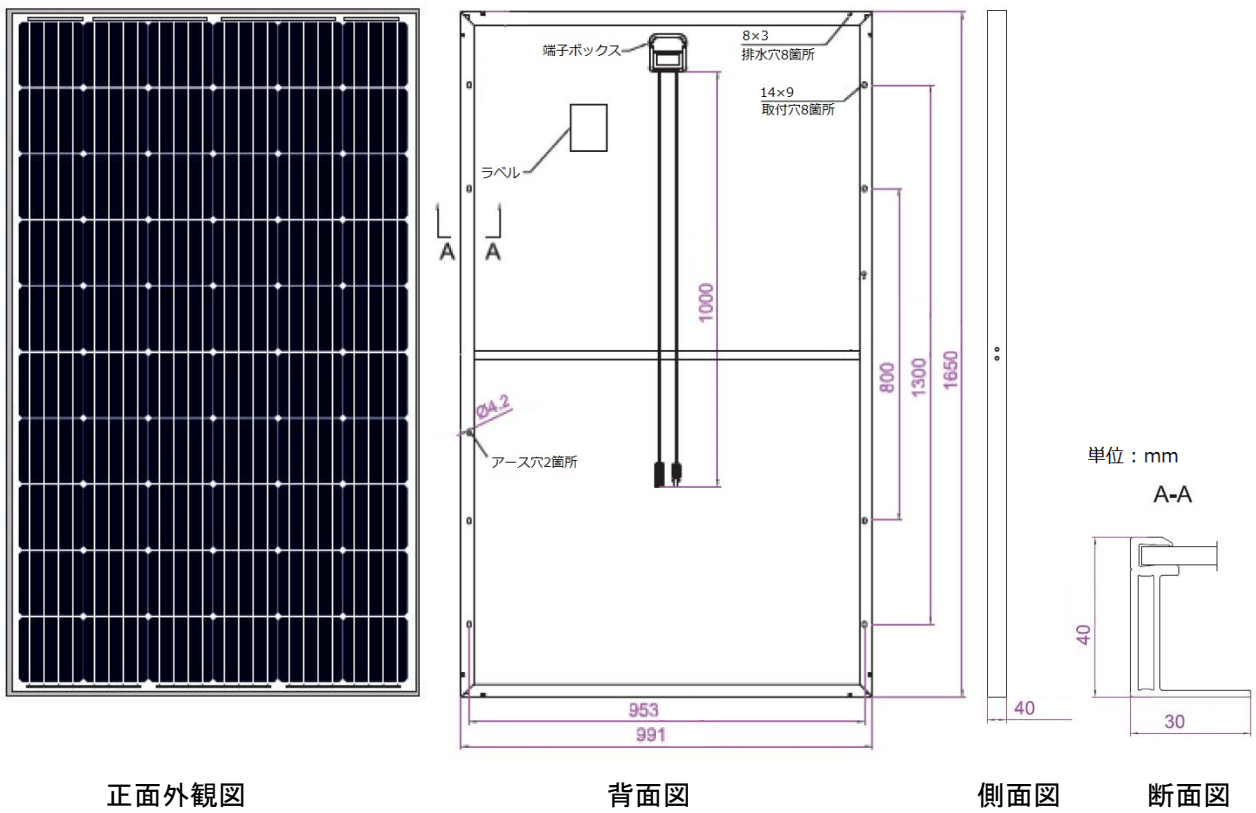 端子ボックス
8×3
排水穴8箇所
14×9
取付穴8箇所
ラベル
A
A
1000
800
1300
1650
Ø4.2
アース穴2箇所
953
991
40
単位：mm
A-A
40
30
正面外観図
背面図
側面図
断面図